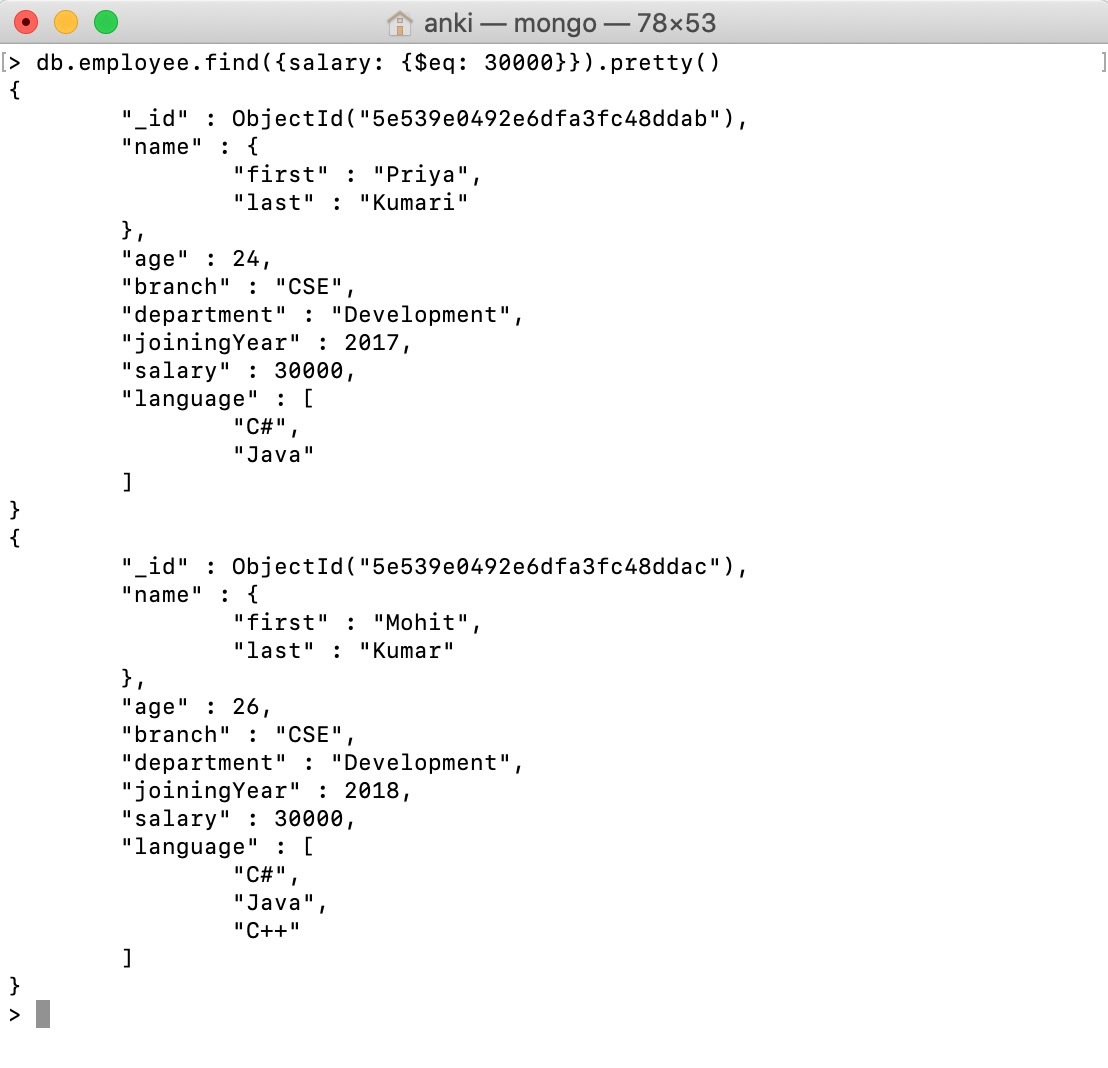 anki — mongo — 78×53
[> db.employee.find({salary: {$eq: 30000}}).pretty() ]
{
"_id" : ObjectId("5e539e0492e6dfa3fc48ddab"),
"name" : {
"first" : "Priya",
"last" : "Kumari"
},
"age" : 24,
"branch" : "CSE",
"department" : "Development",
"joiningYear" : 2017,
"salary" : 30000,
"language" : [
"C#",
"Java"
]
}
{
"_id" : ObjectId("5e539e0492e6dfa3fc48ddac"),
"name" : {
"first" : "Mohit",
"last" : "Kumar"
},
"age" : 26,
"branch" : "CSE",
"department" : "Development",
"joiningYear" : 2018,
"salary" : 30000,
"language" : [
"C#",
"Java",
"C++"
]
}
>